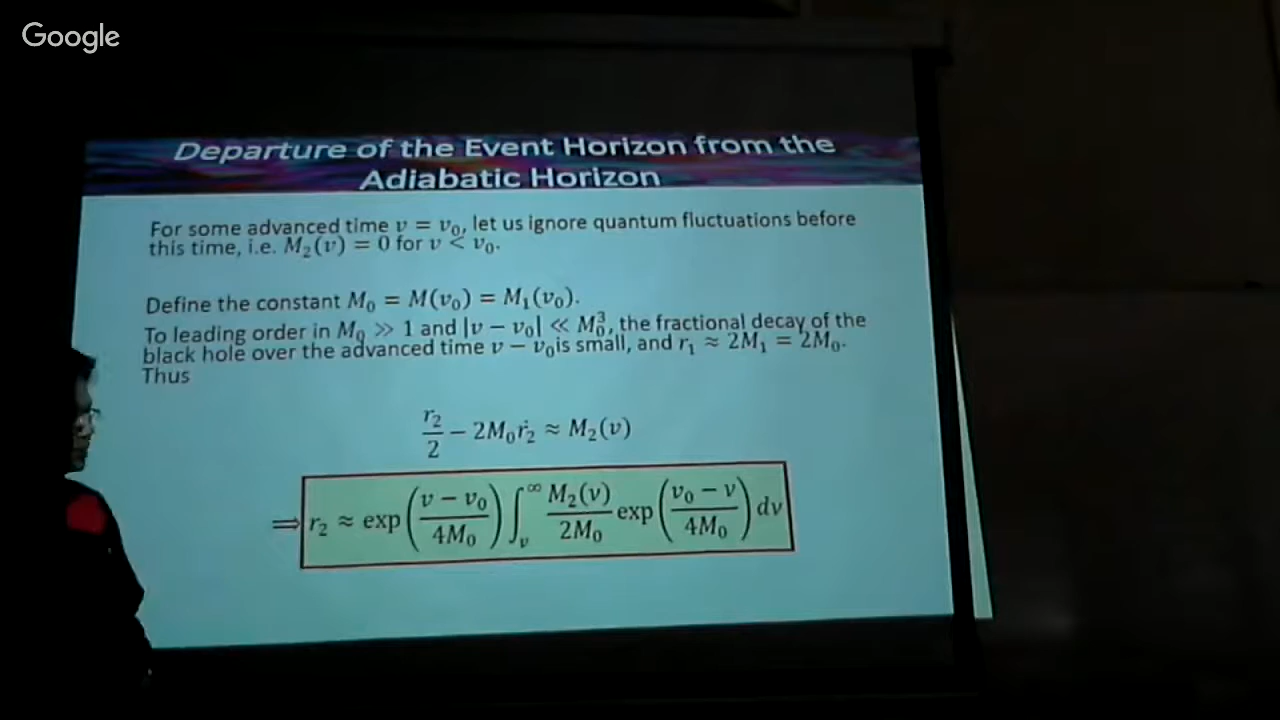 Google
Departure of the Event Horizon from the
Adiabatic Horizon
For some advanced time v = v₀, let us ignore quantum fluctuations before
this time, i.e. M₂(v) = 0 for v < v₀.
Define the constant M₀ = M(v₀) = M₁(v₀).
To leading order in M₀ ≫ 1 and |v − v₀| ≪ M₀³, the fractional decay of the
black hole over the advanced time v − v₀is small, and r₁ ≈ 2M₁ = 2M₀.
Thus
r₂/2 − 2M₀ṙ₂ ≈ M₂(v)
⟹ r₂ ≈ exp((v − v₀)/4M₀) ∫ᵥ^∞ M₂(v)/2M₀ exp((v₀ − v)/4M₀) dv